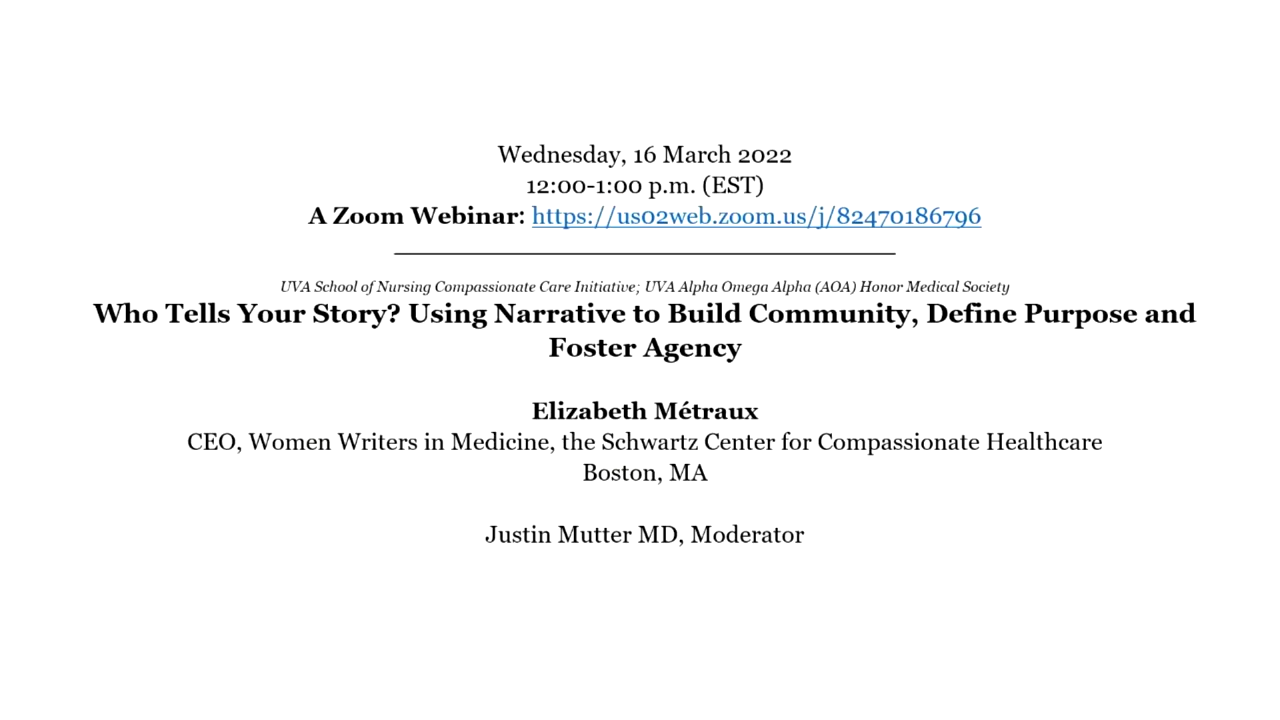 Wednesday, 16 March 2022
12:00-1:00 p.m. (EST)
A Zoom Webinar: https://us02web.zoom.us/j/82470186796
UVA School of Nursing Compassionate Care Initiative; UVA Alpha Omega Alpha (AOA) Honor Medical Society
Who Tells Your Story? Using Narrative to Build Community, Define Purpose and
Foster Agency
Elizabeth Métraux
CEO, Women Writers in Medicine, the Schwartz Center for Compassionate Healthcare
Boston, MA
Justin Mutter MD, Moderator